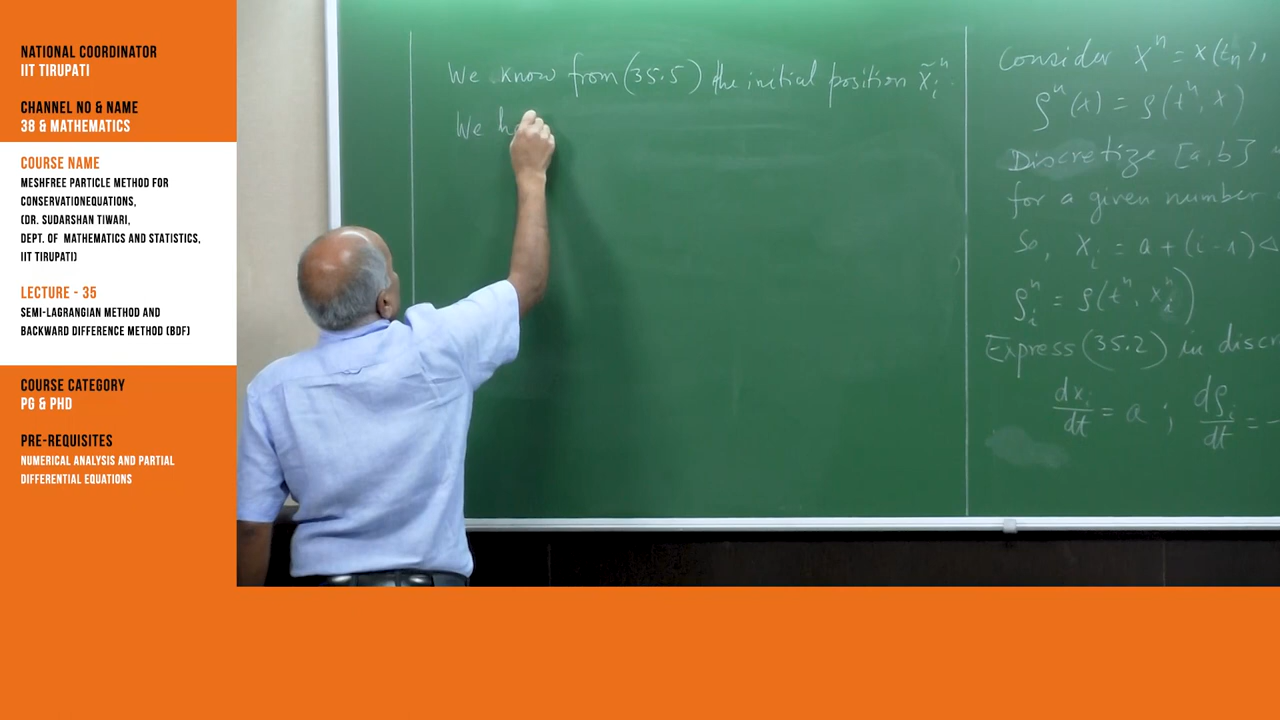 NATIONAL COORDINATOR
IIT TIRUPATI
CHANNEL NO & NAME
38 & MATHEMATICS
COURSE NAME
MESHFREE PARTICLE METHOD FOR
CONSERVATIONEQUATIONS,
(DR. SUDARSHAN TIWARI,
DEPT. OF MATHEMATICS AND STATISTICS,
IIT TIRUPATI)
LECTURE - 35
SEMI-LAGRANGIAN METHOD AND
BACKWARD DIFFERENCE METHOD (BDF)
COURSE CATEGORY
PG & PHD
PRE-REQUISITES
NUMERICAL ANALYSIS AND PARTIAL
DIFFERENTIAL EQUATIONS
We know from (35.5) the initial position x̃ᵢⁿ.
We h
Consider xⁿ = x(tₙ),
ρⁿ(x) = ρ(tⁿ, x)
Discretize [a,b]
for a given number
So, xᵢ = a + (i-1)Δ
ρᵢⁿ = ρ(tⁿ, xᵢⁿ)
Express (35.2) in discr
dxᵢ/dt = a ; dρᵢ/dt = -